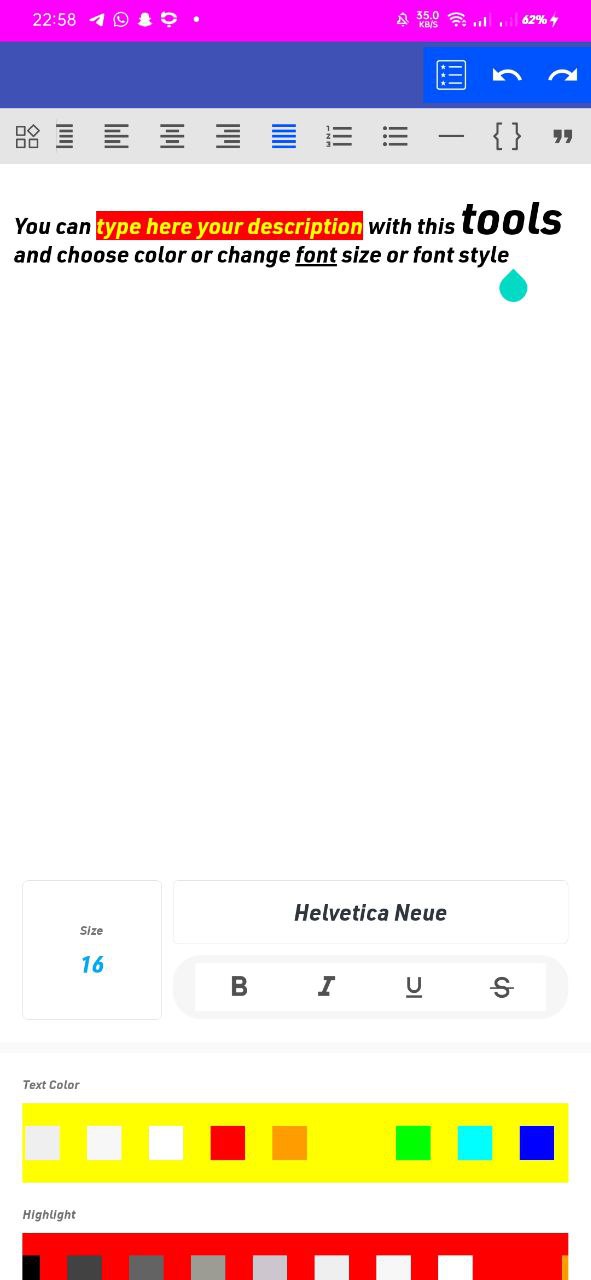 22:58
35.0
KB/S
62%
You can type here your description with this tools
and choose color or change font size or font style
Helvetica Neue
Size
16
B I U S
Text Color
Highlight